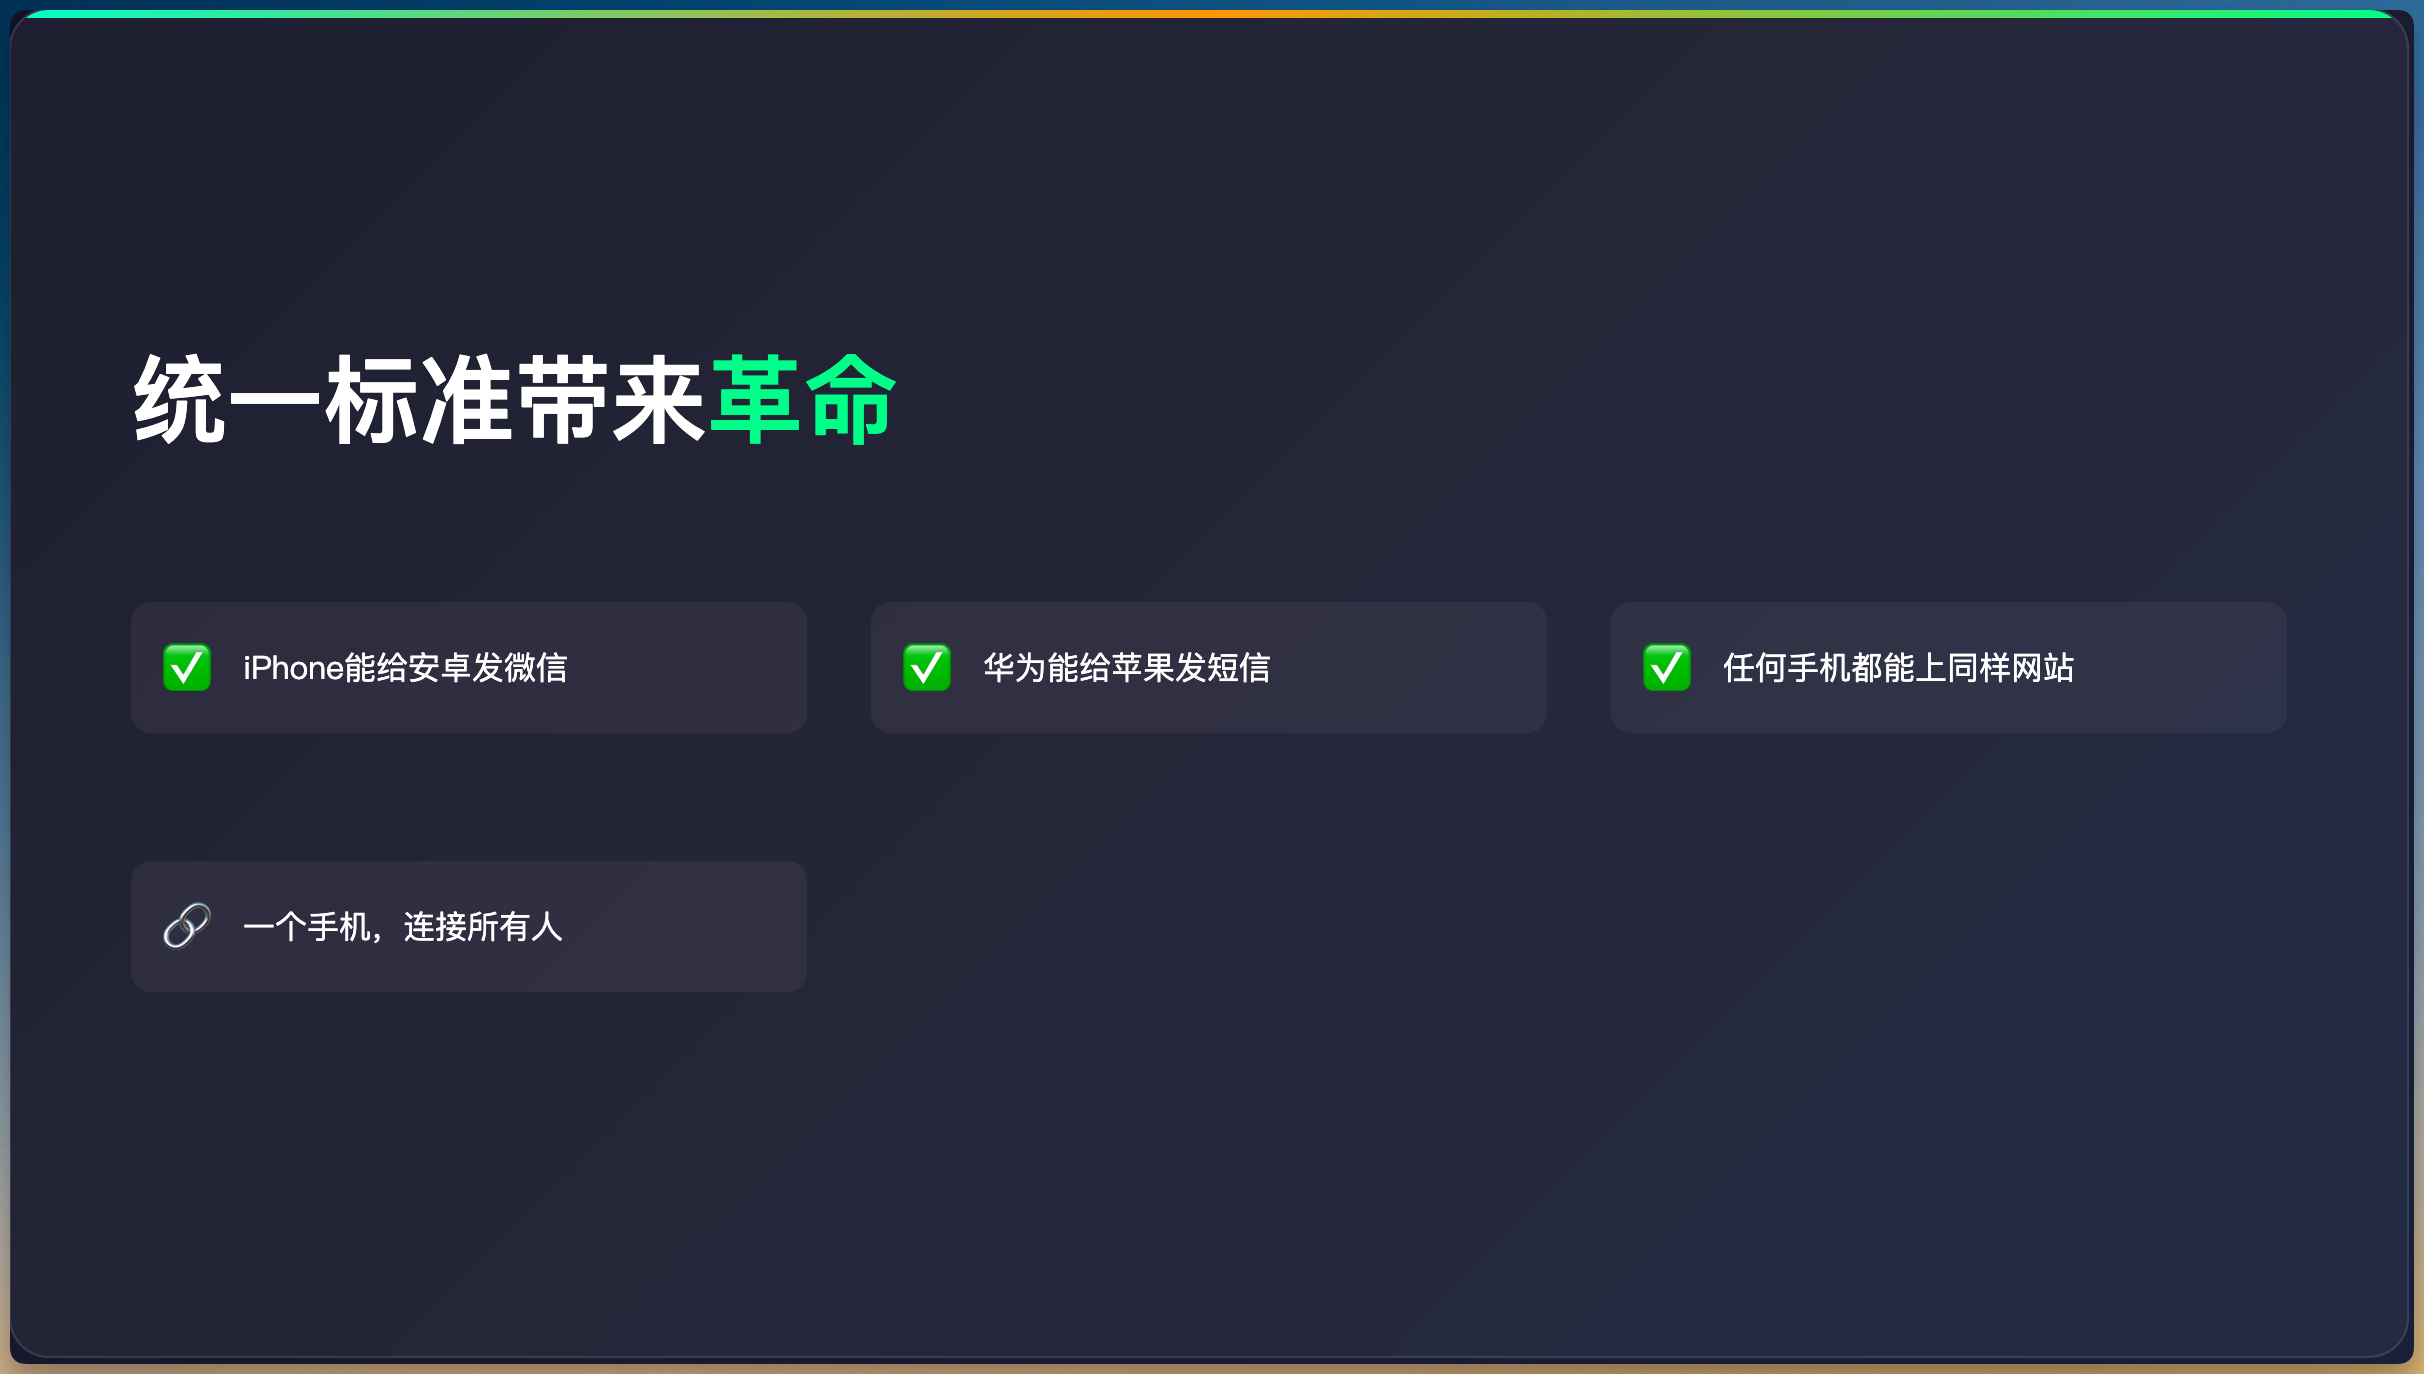 统一标准带来革命
✅ iPhone能给安卓发微信
✅ 华为能给苹果发短信
✅ 任何手机都能上同样网站
🔗 一个手机，连接所有人